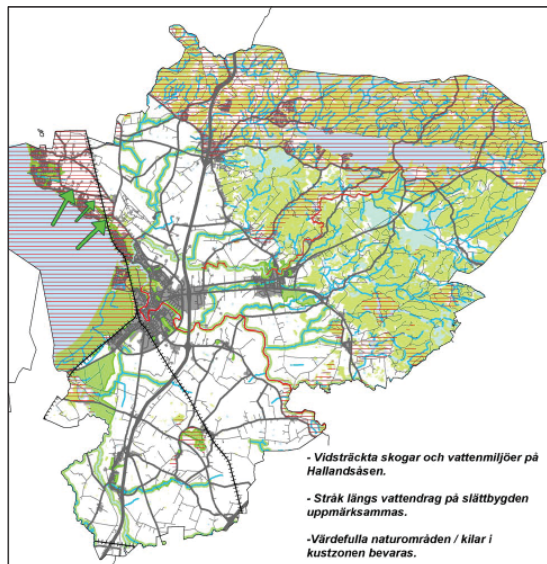 - Vidsträckta skogar och vattenmiljöer på
Hallandsåsen.
- Stråk längs vattendrag på slättbygden
uppmärksammas.
-Värdefulla naturområden / kilar i
kustzonen bevaras.